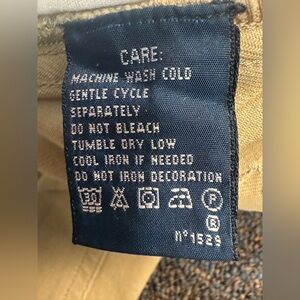 CARE:
MACHINE WASH COLD
GENTLE CYCLE
SEPARATELY
DO NOT BLEACH
TUMBLE DRY LOW
COOL IRON IF NEEDED
DO NOT IRON DECORATION
30 P
R
n°1529